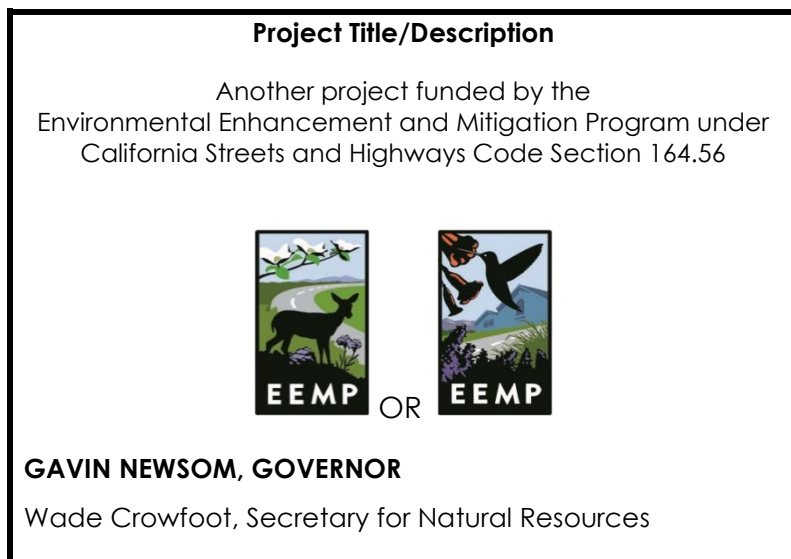 Project Title/Description
Another project funded by the
Environmental Enhancement and Mitigation Program under
California Streets and Highways Code Section 164.56
EEMP OR EEMP
GAVIN NEWSOM, GOVERNOR
Wade Crowfoot, Secretary for Natural Resources